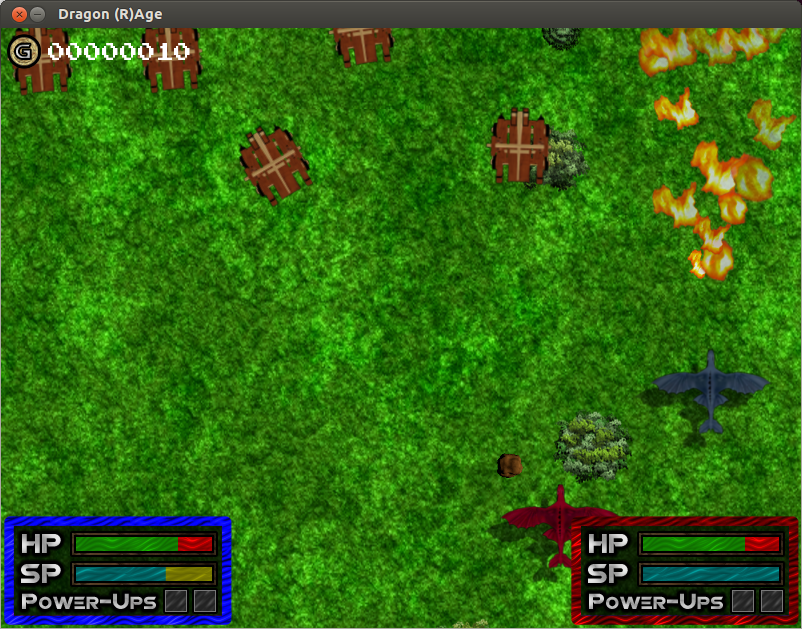 Dragon (R)Age
G 00000010
HP
SP
Power-Ups
HP
SP
Power-Ups